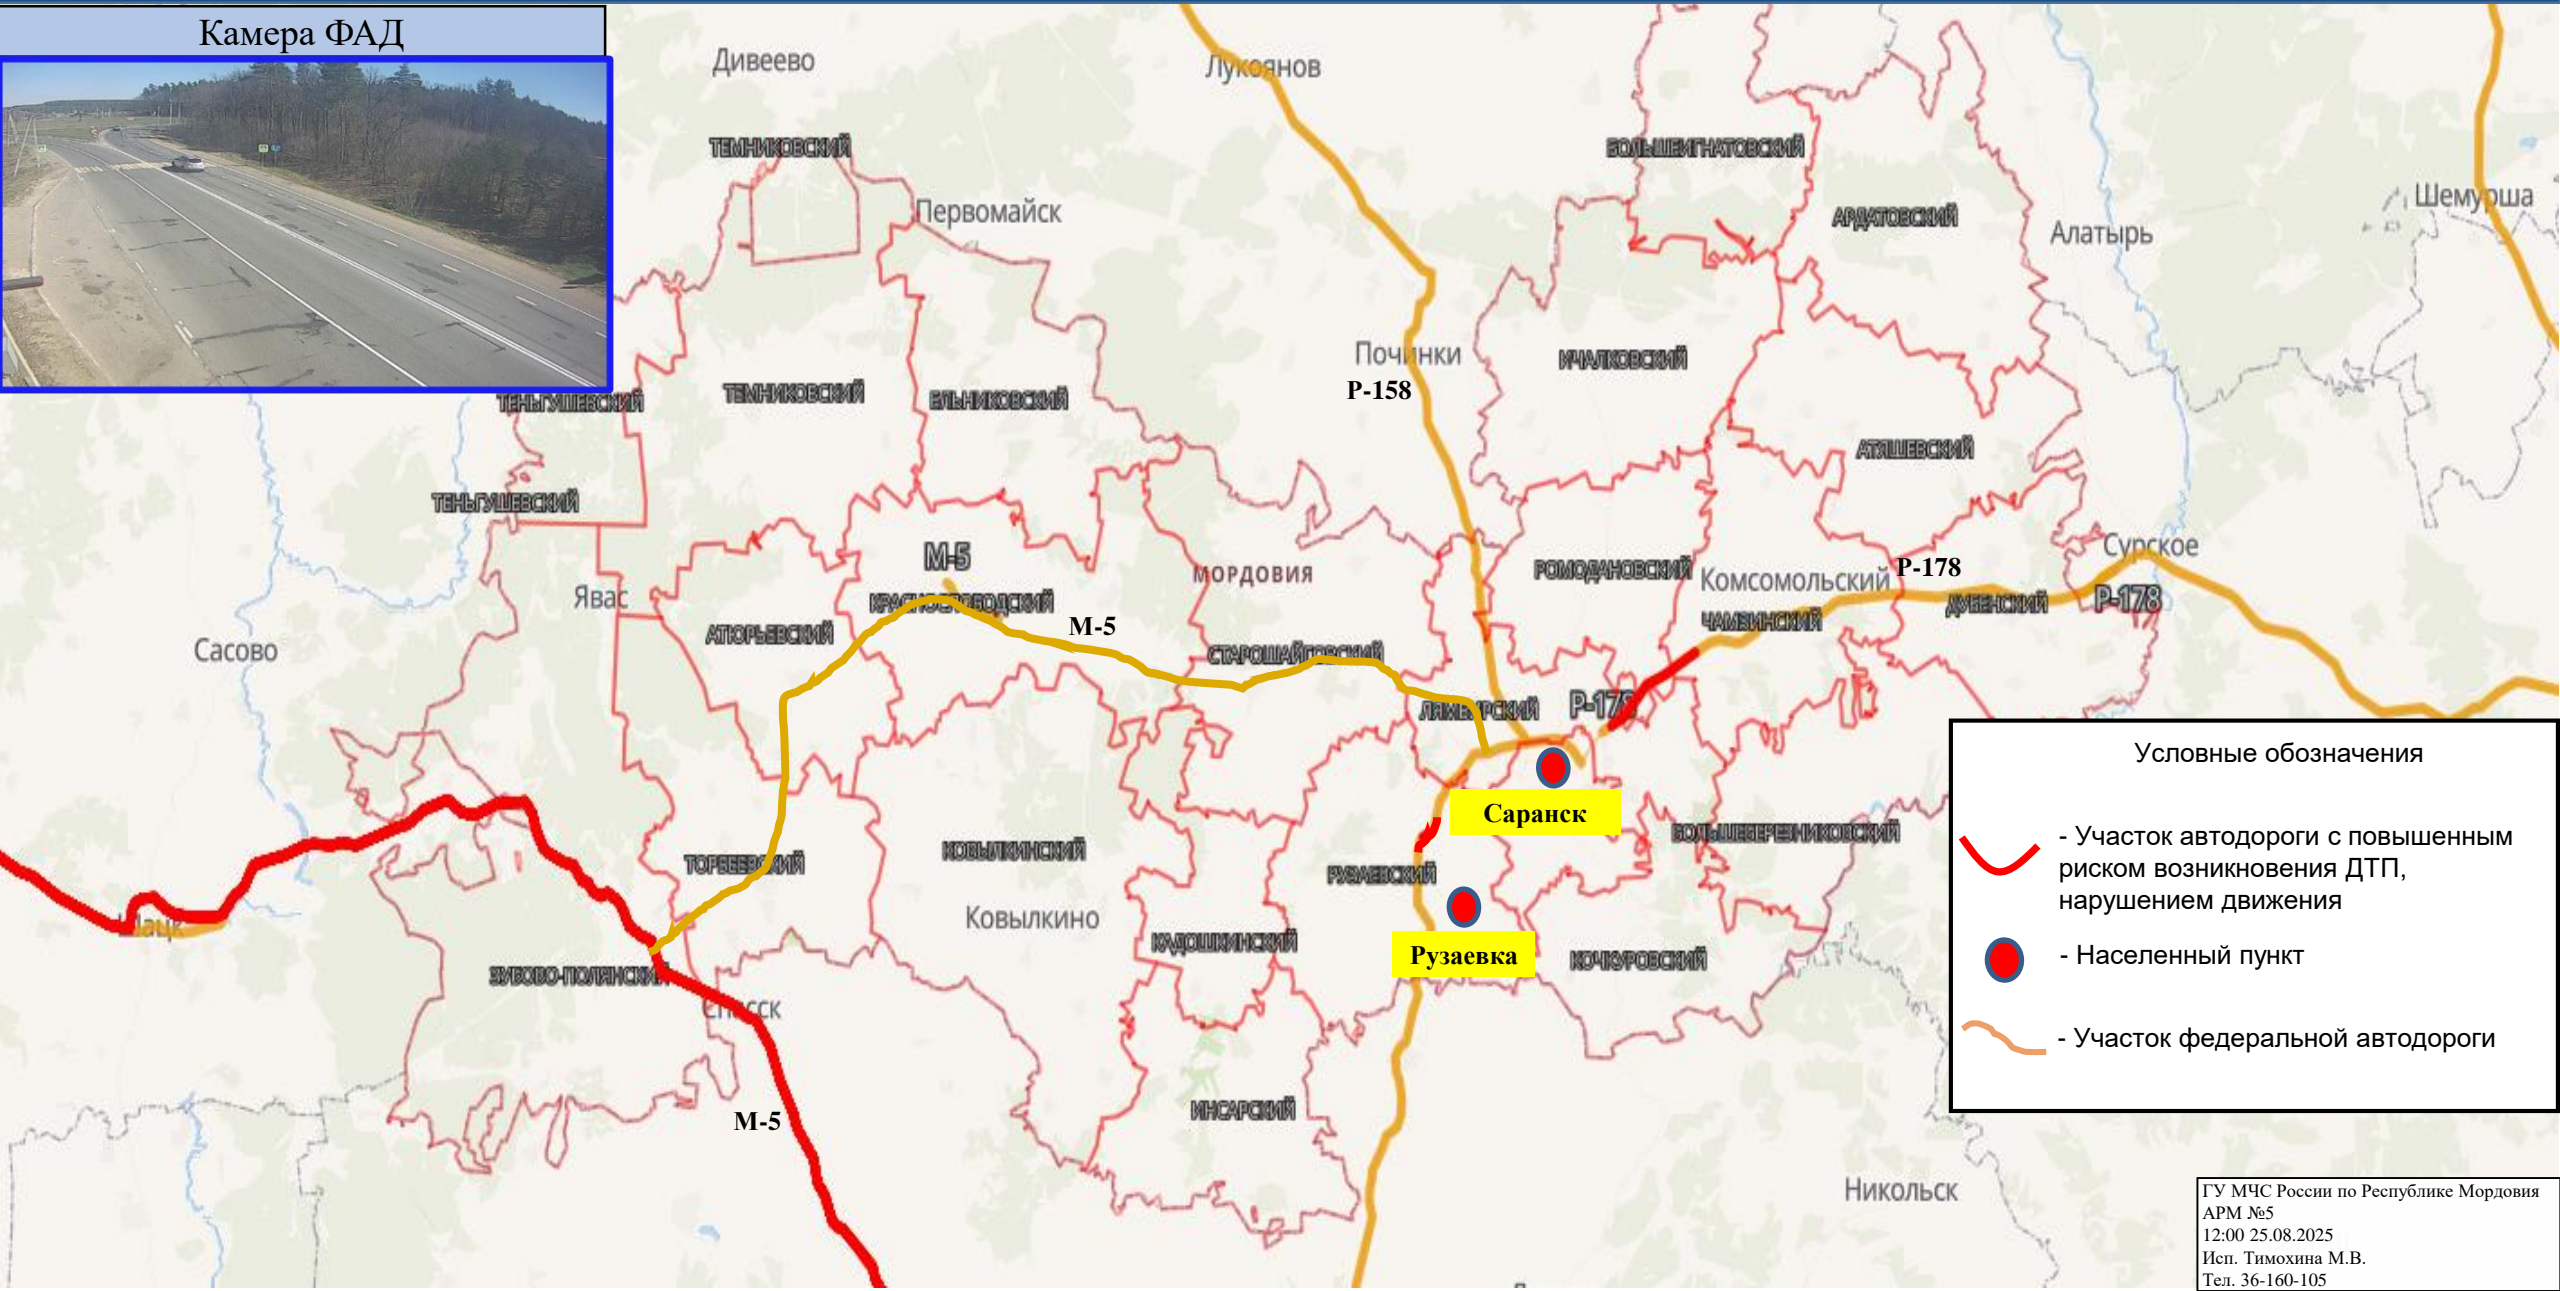 Камера ФАД
Дивеево
Лукоянов
ТЕМНИКОВСКИЙ
БОЛЬШЕИГНАТОВСКИЙ
Шемурша
Первомайск
АРДАТОВСКИЙ
Алатырь
Починки
ИЧАЛКОВСКИЙ
Р-158
ТЕНЬГУШЕВСКИЙ
ТЕМНИКОВСКИЙ
ЕЛЬНИКОВСКИЙ
АТЯШЕВСКИЙ
ТЕНЬГУШЕВСКИЙ
М-5
Сурское
МОРДОВИЯ
РОМОДАНОВСКИЙ
Комсомольский
Р-178
Явас
КРАСНОСЛОБОДСКИЙ
ДУБЕНСКИЙ
Р-178
АТЮРЬЕВСКИЙ
М-5
ЧАМЗИНСКИЙ
Сасово
СТАРОШАЙГОВСКИЙ
ЛЯМБИРСКИЙ
Р-178
Саранск
БОЛЬШЕБЕРЕЗНИКОВСКИЙ
ТОРБЕЕВСКИЙ
КОВЫЛКИНСКИЙ
РУЗАЕВСКИЙ
Шацк
Ковылкино
КАДОШКИНСКИЙ
Рузаевка
КОЧКУРОВСКИЙ
ЗУБОВО-ПОЛЯНСКИЙ
Спасск
М-5
ИНСАРСКИЙ
Никольск
Условные обозначения
- Участок автодороги с повышенным
риском возникновения ДТП,
нарушением движения
- Населенный пункт
- Участок федеральной автодороги
ГУ МЧС России по Республике Мордовия
АРМ №5
12:00 25.08.2025
Исп. Тимохина М.В.
Тел. 36-160-105